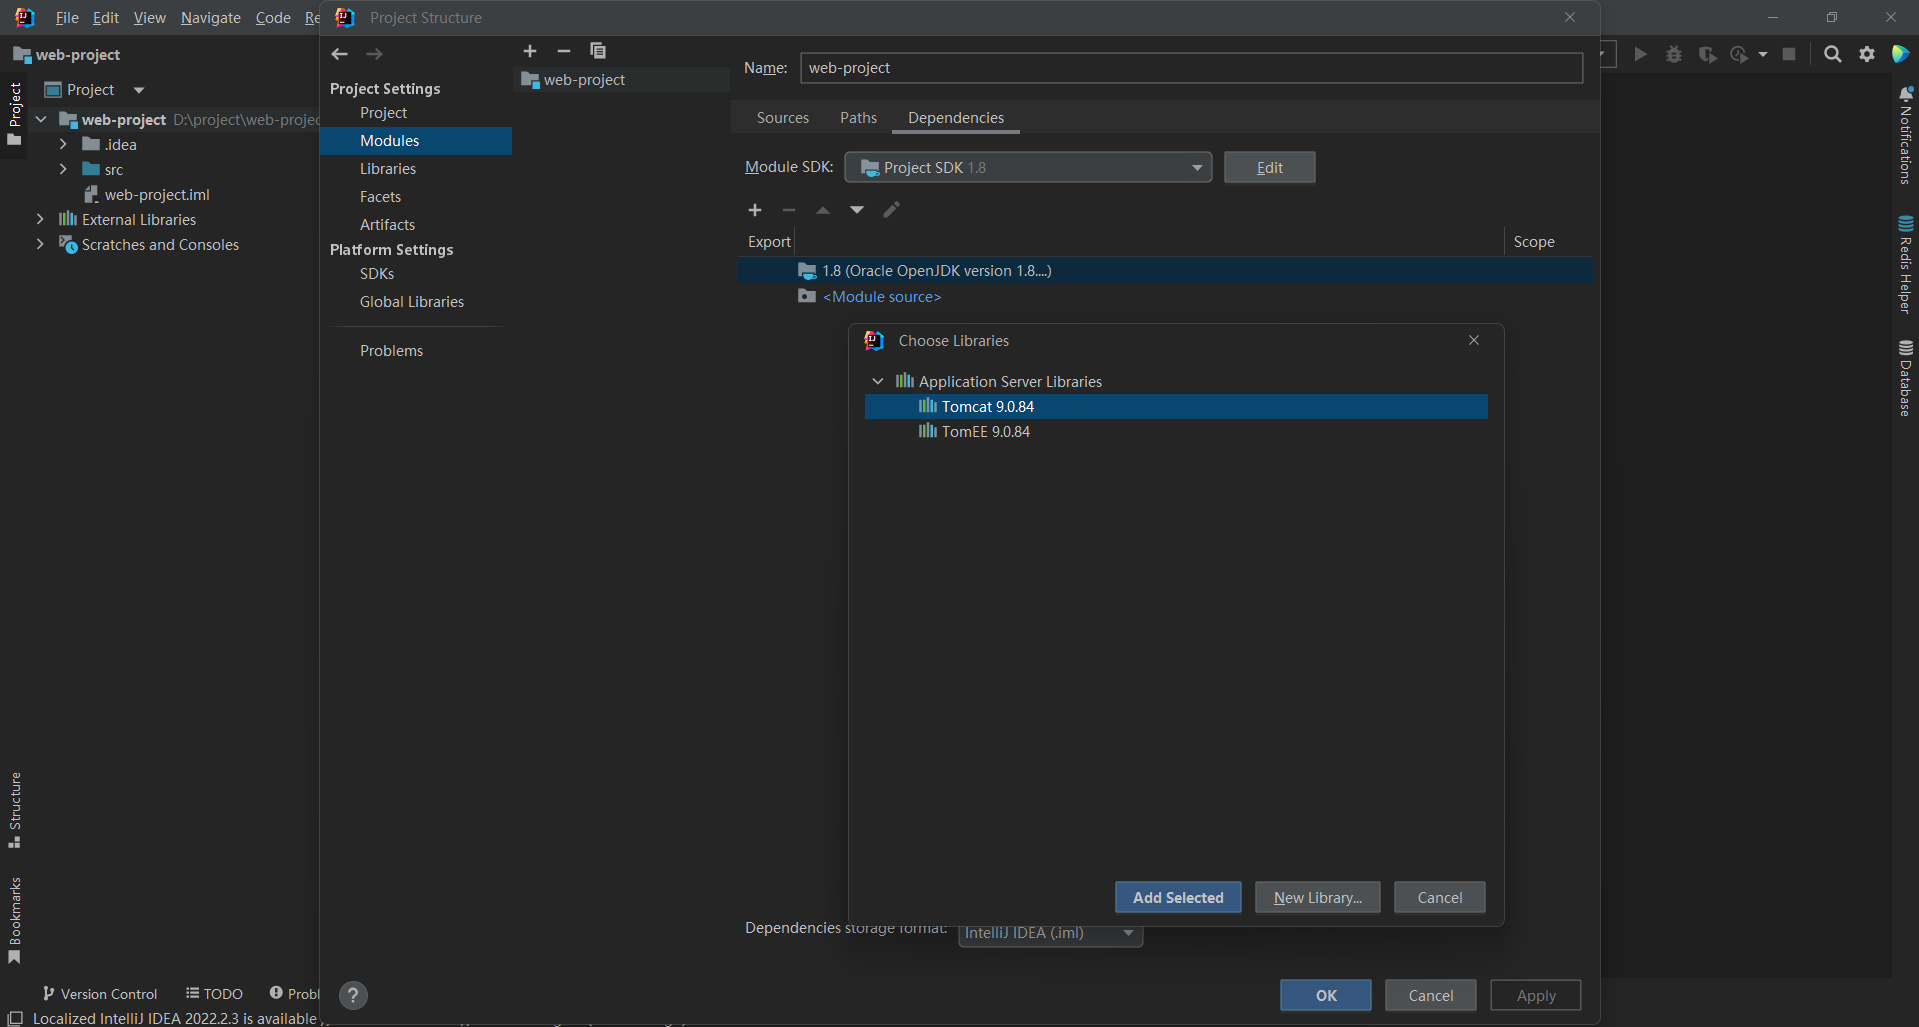 File Edit View Navigate Code Re
Project Structure
web-project
Project
web-project D:\project\web-projec
.idea
src
web-project.iml
External Libraries
Scratches and Consoles
Project
Structure
Bookmarks
Project Settings
Project
Modules
Libraries
Facets
Artifacts
Platform Settings
SDKs
Global Libraries
Problems
web-project
Name: web-project
Sources Paths Dependencies
Module SDK: Project SDK 1.8 Edit
Export Scope
1.8 (Oracle OpenJDK version 1.8....)
<Module source>
Choose Libraries
Application Server Libraries
Tomcat 9.0.84
TomEE 9.0.84
Add Selected New Library... Cancel
Dependencies storage format: IntelliJ IDEA (.iml)
? OK Cancel Apply
Notifications
Redis Helper
Database
Version Control TODO Probl
Localized IntelliJ IDEA 2022.2.3 is available